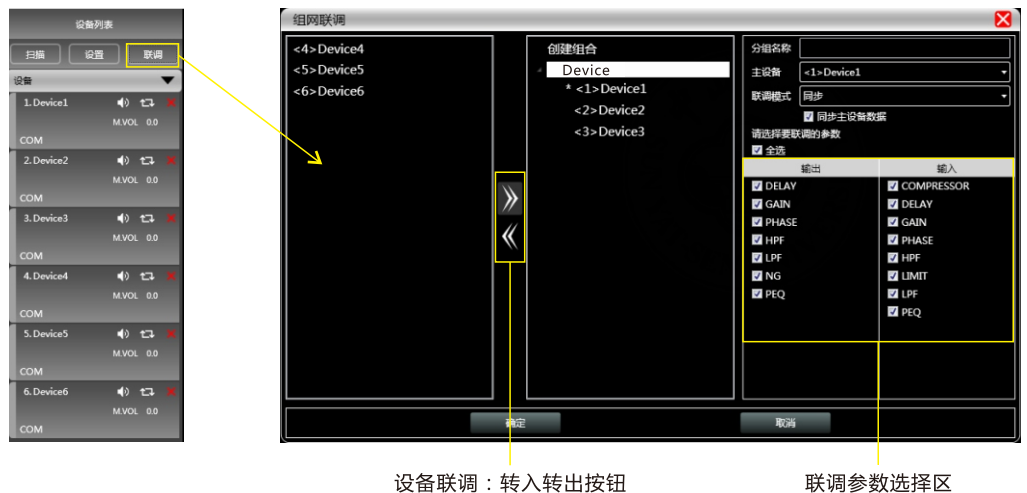 设备列表
扫描
设置
联调
设备
1.Device1
M.VOL 0.0
COM
2.Device2
M.VOL 0.0
COM
3.Device3
M.VOL 0.0
COM
4.Device4
M.VOL 0.0
COM
5.Device5
M.VOL 0.0
COM
6.Device6
M.VOL 0.0
COM
组网联调
<4>Device4
<5>Device5
<6>Device6
创建组合
Device
* <1>Device1
<2>Device2
<3>Device3
分组名称
主设备 <1>Device1
联调模式 同步
同步主设备数据
请选择要联调的参数
全选
输出
DELAY
GAIN
PHASE
HPF
LPF
NG
PEQ
输入
COMPRESSOR
DELAY
GAIN
PHASE
HPF
LIMIT
LPF
PEQ
确定
取消
设备联调：转入转出按钮
联调参数选择区